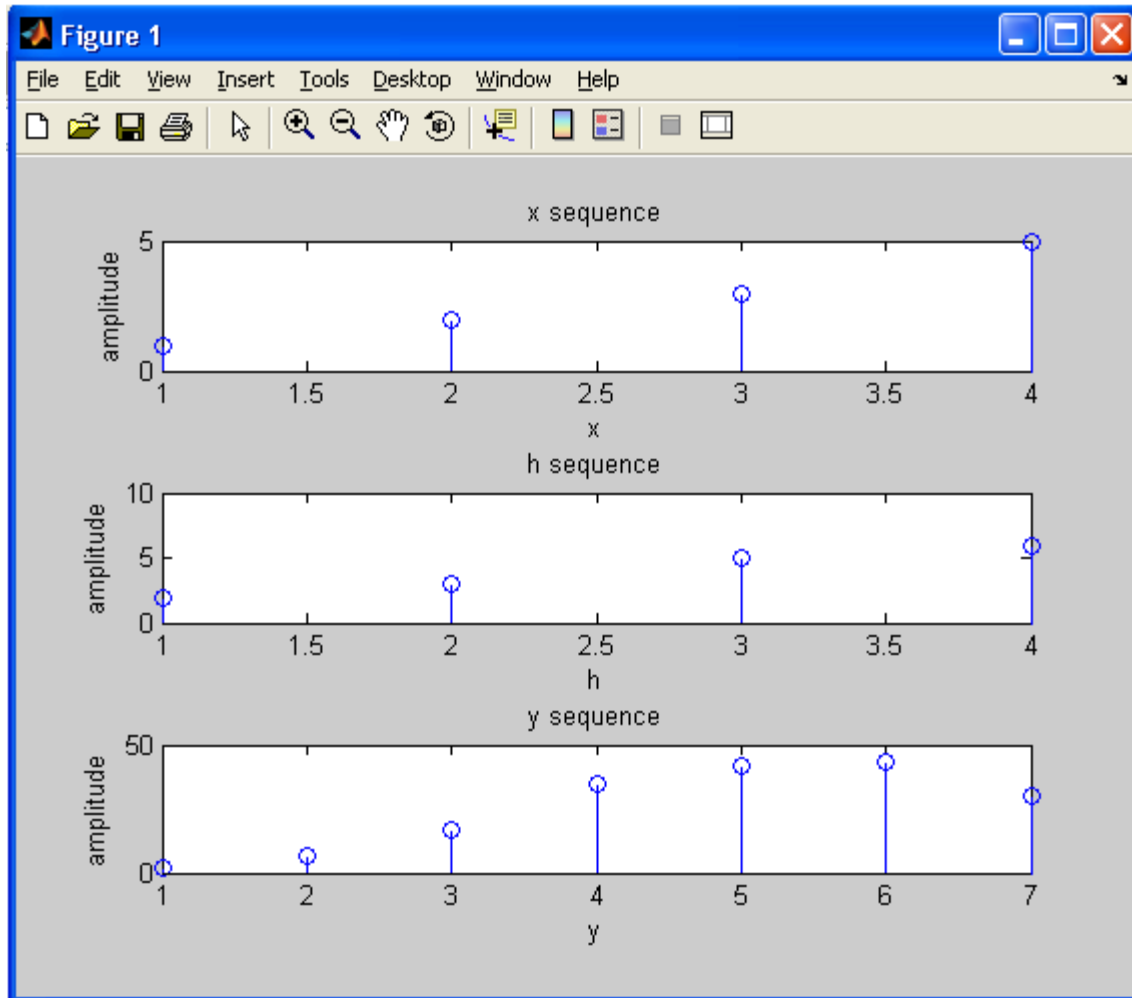 Figure 1
File Edit View Insert Tools Desktop Window Help
x sequence
amplitude
5
0
1 1.5 2 2.5 3 3.5 4
x
h sequence
amplitude
10
5
0
1 1.5 2 2.5 3 3.5 4
h
y sequence
amplitude
50
0
1 2 3 4 5 6 7
y